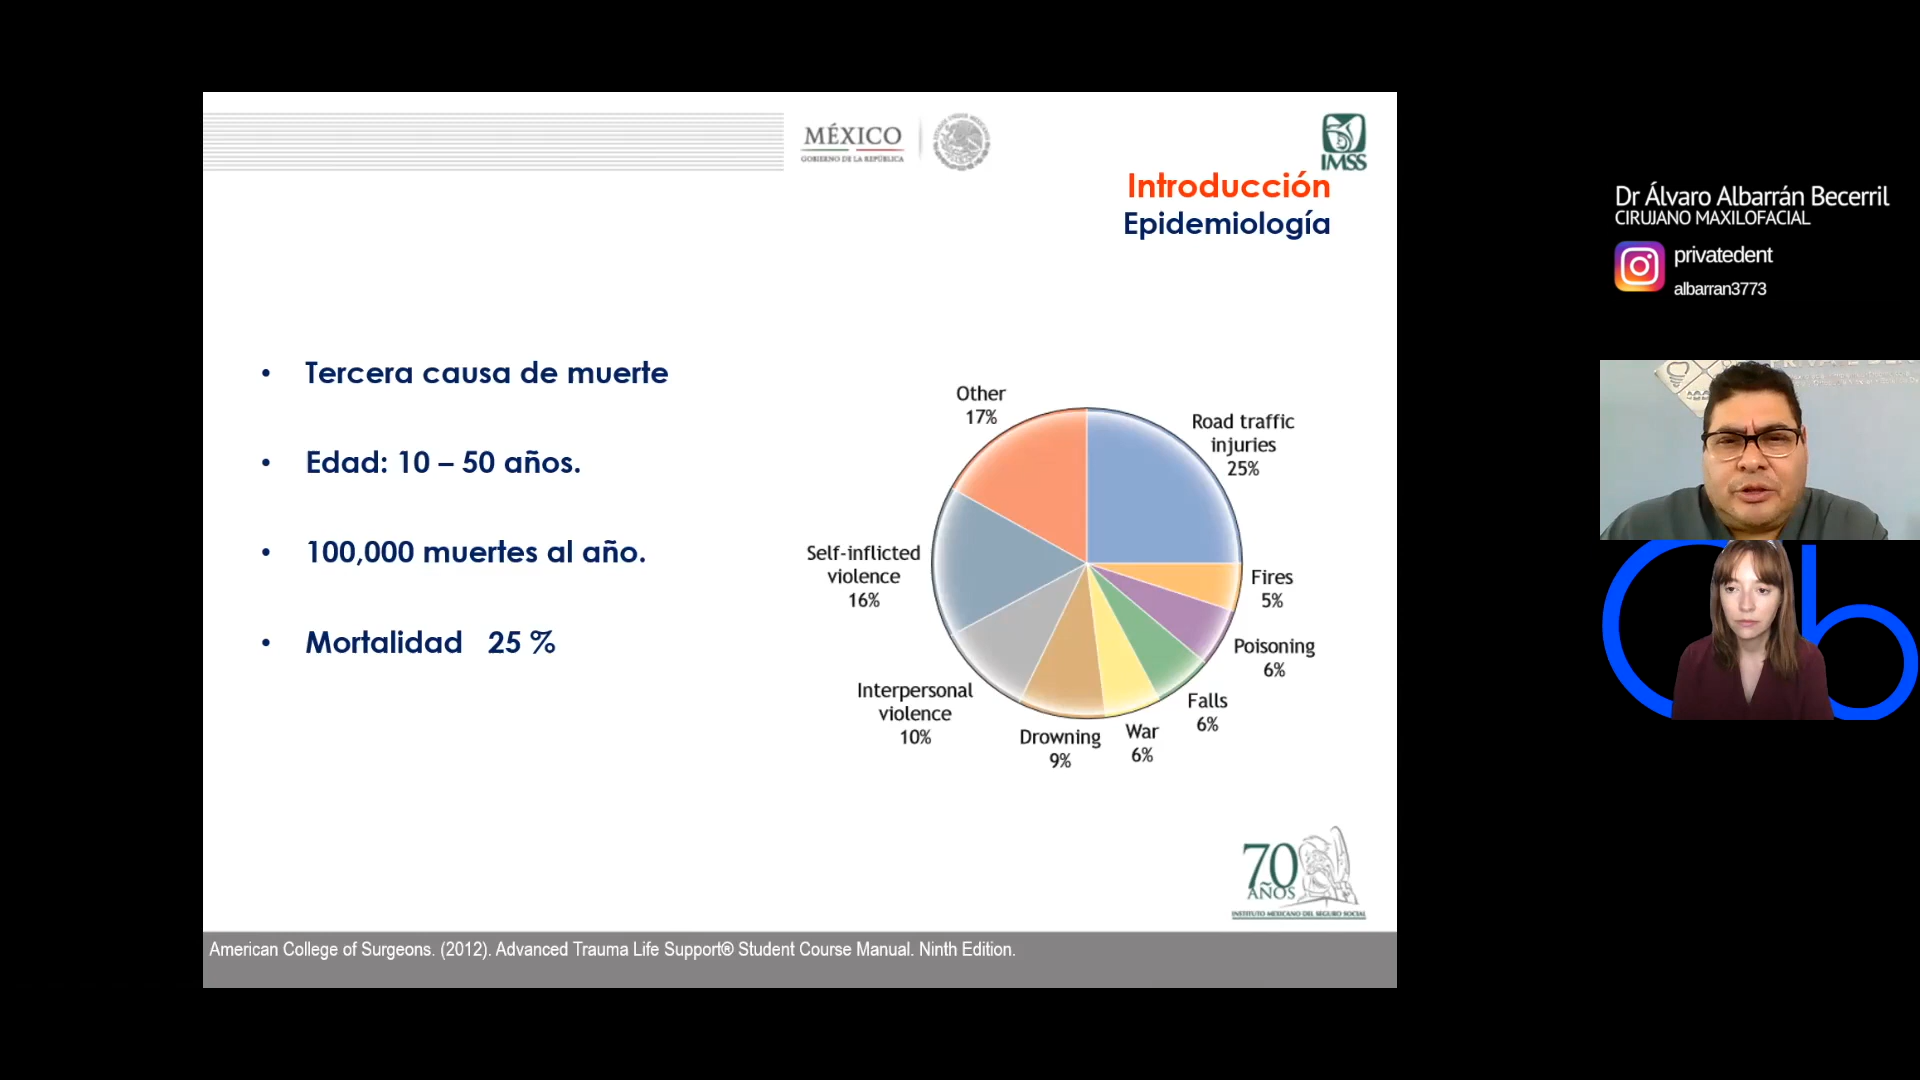 MÉXICO
GOBIERNO DE LA REPÚBLICA
IMSS
Introducción
Epidemiología
• Tercera causa de muerte
• Edad: 10 – 50 años.
• 100,000 muertes al año.
• Mortalidad 25 %
Other
17%
Road traffic
injuries
25%
Fires
5%
Poisoning
6%
Falls
6%
War
6%
Drowning
9%
Interpersonal
violence
10%
Self-inflicted
violence
16%
70
AÑOS
INSTITUTO MEXICANO DEL SEGURO SOCIAL
American College of Surgeons. (2012). Advanced Trauma Life Support® Student Course Manual. Ninth Edition.
Dr Álvaro Albarrán Becerril
CIRUJANO MAXILOFACIAL
privatedent
albarran3773